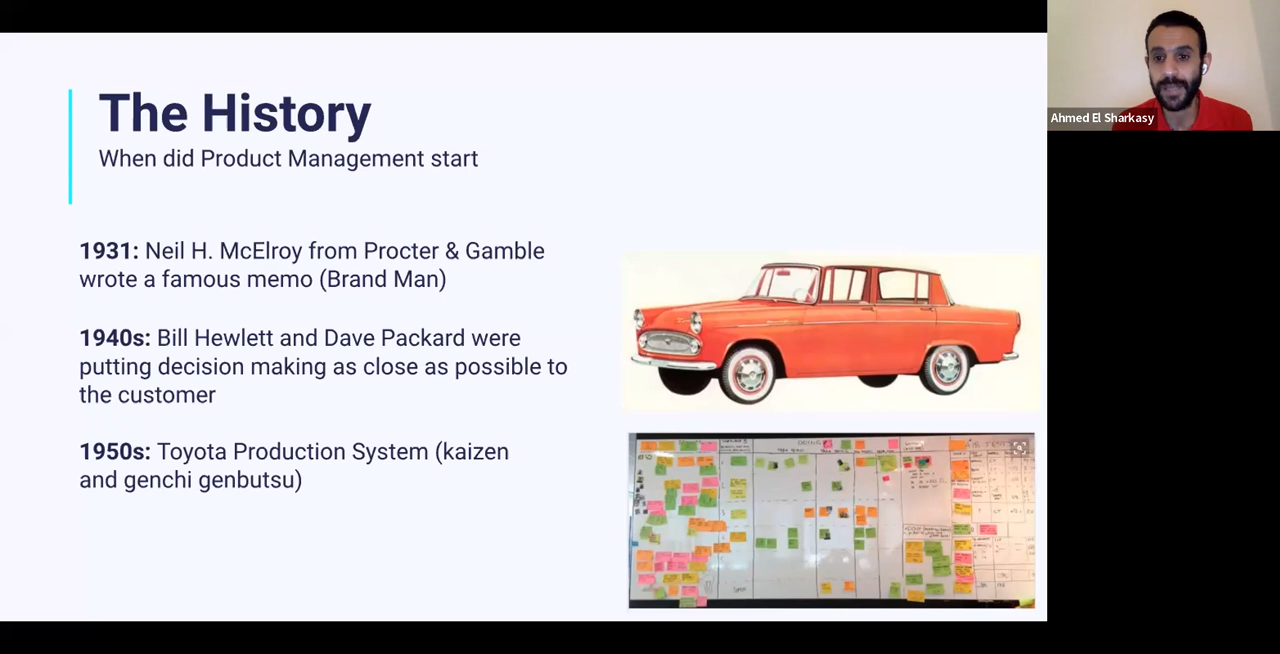 The History
When did Product Management start
1931: Neil H. McElroy from Procter & Gamble
wrote a famous memo (Brand Man)
1940s: Bill Hewlett and Dave Packard were
putting decision making as close as possible to
the customer
1950s: Toyota Production System (kaizen
and genchi genbutsu)
DOING
Ahmed El Sharkasy